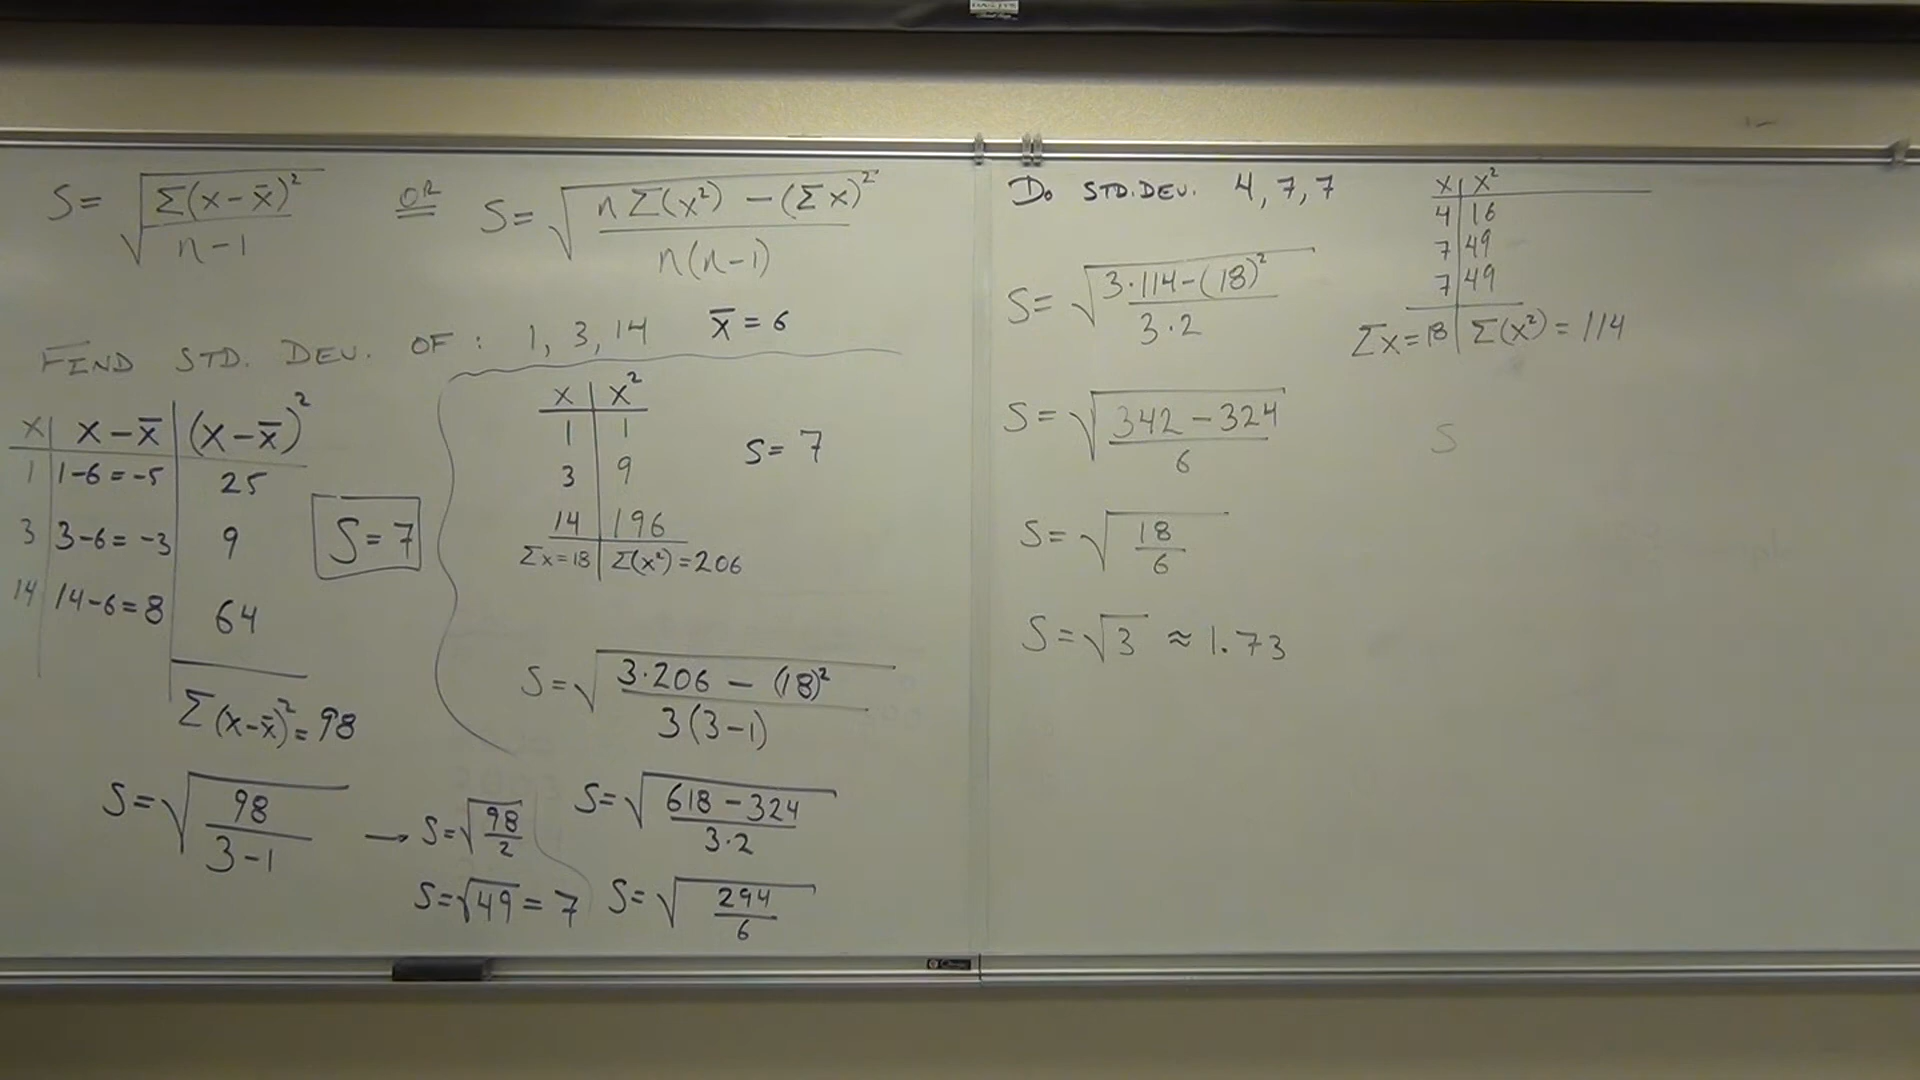 S = √(Σ(x-x̄)²/(n-1)) OR S = √((nΣ(x²)-(Σx)²)/(n(n-1)))
FIND STD. DEV. OF : 1, 3, 14 x̄ = 6
x | x-x̄ | (x-x̄)²
1 | 1-6=-5 | 25
3 | 3-6=-3 | 9
14 | 14-6=8 | 64
Σ(x-x̄)²=98
S=7
S=√(98/(3-1)) → S=√(98/2)
S=√49 = 7
x | x²
1 | 1
3 | 9
14 | 196
Σx=18 | Σ(x²)=206
S= 7
S=√((3·206-(18)²)/(3(3-1)))
S=√((618-324)/(3·2))
S=√(294/6)
Do STD.DEV. 4, 7, 7
x | x²
4 | 16
7 | 49
7 | 49
Σx=18 | Σ(x²)=114
S=√((3·114-(18)²)/(3·2))
S=√((342-324)/6)
S=√(18/6)
S=√3 ≈ 1.73
S